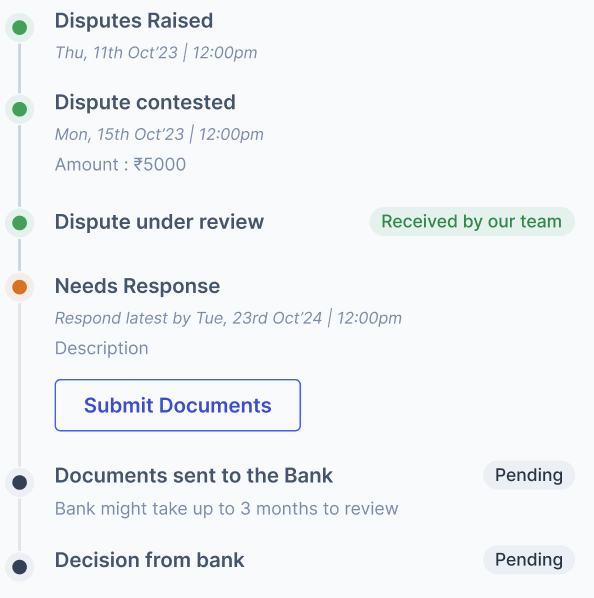 Disputes Raised
Thu, 11th Oct’23 | 12:00pm
Dispute contested
Mon, 15th Oct’23 | 12:00pm
Amount : ₹5000
Dispute under review
Received by our team
Needs Response
Respond latest by Tue, 23rd Oct’24 | 12:00pm
Description
Submit Documents
Documents sent to the Bank
Pending
Bank might take up to 3 months to review
Decision from bank
Pending